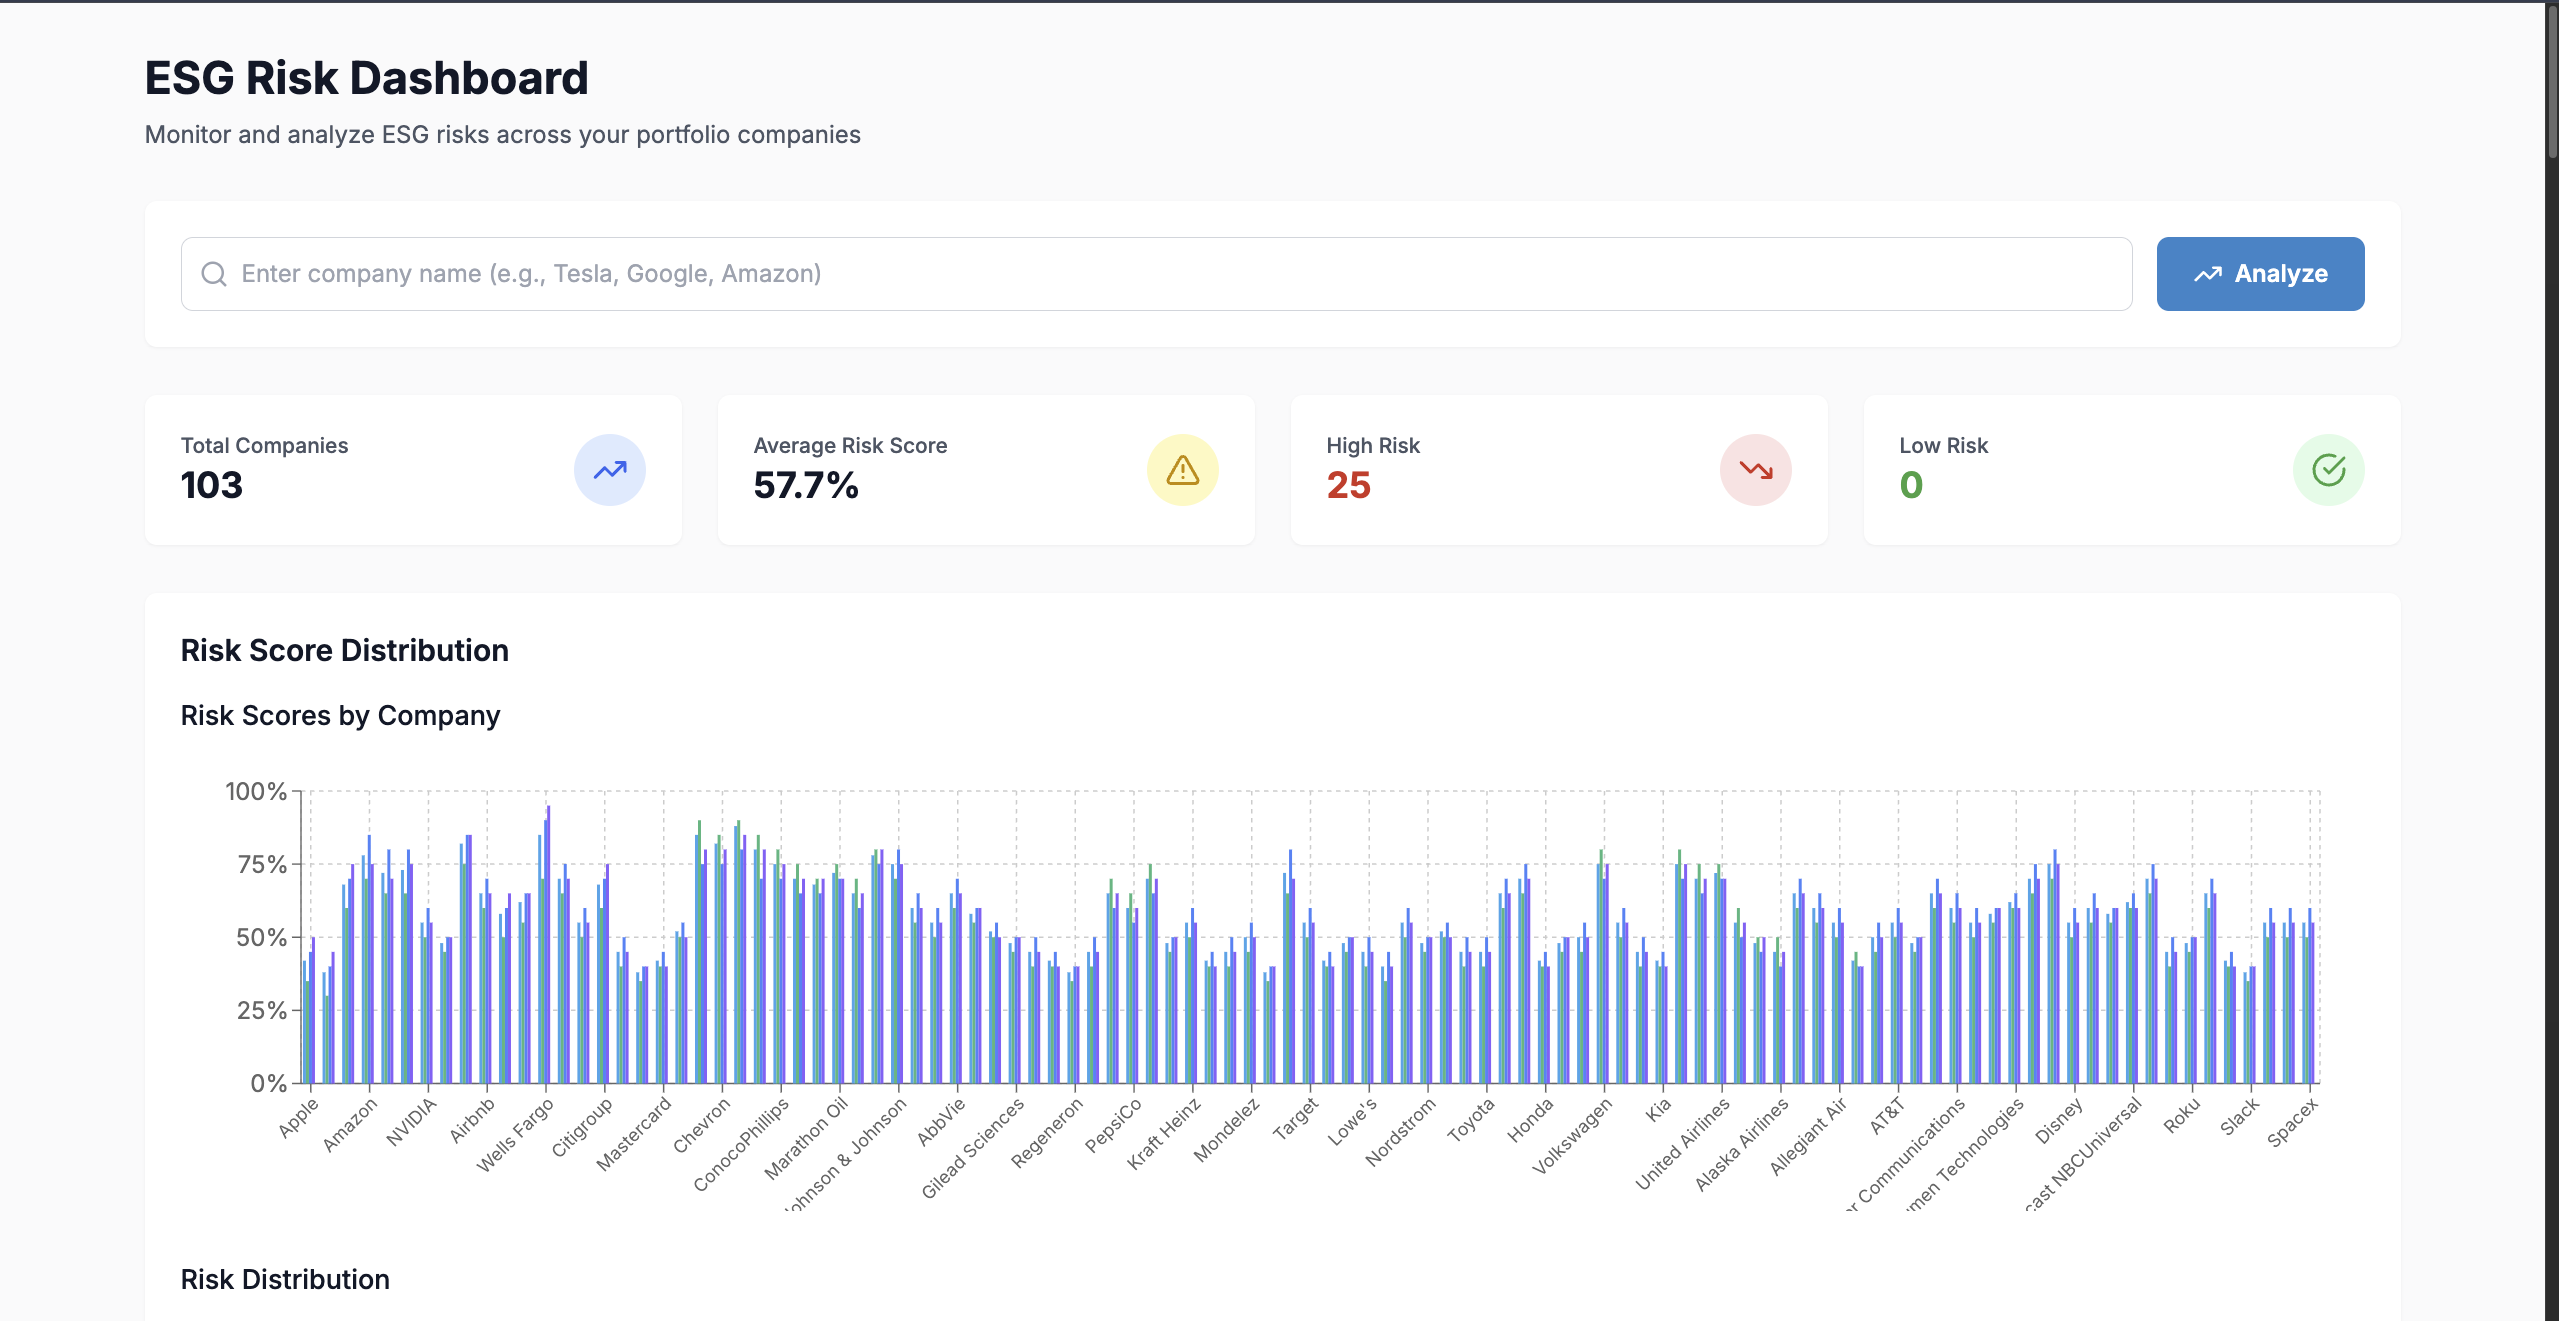 ESG Risk Dashboard
Monitor and analyze ESG risks across your portfolio companies
Enter company name (e.g., Tesla, Google, Amazon)
Analyze
Total Companies
103
Average Risk Score
57.7%
High Risk
25
Low Risk
0
Risk Score Distribution
Risk Scores by Company
100%
75%
50%
25%
0%
Apple
Amazon
NVIDIA
Airbnb
Wells Fargo
Citigroup
Mastercard
Chevron
ConocoPhillips
Marathon Oil
ohnson & Johnson
AbbVie
Gilead Sciences
Regeneron
PepsiCo
Kraft Heinz
Mondelez
Target
Lowe's
Nordstrom
Toyota
Honda
Volkswagen
Kia
United Airlines
Alaska Airlines
Allegiant Air
AT&T
r Communications
men Technologies
Disney
cast NBCUniversal
Roku
Slack
Spacex
Risk Distribution